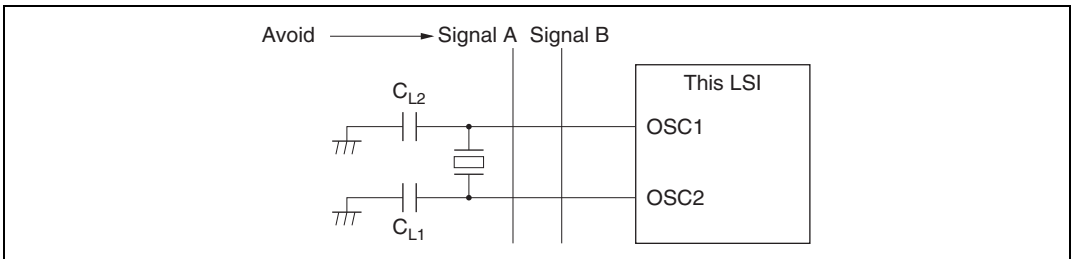 Avoid Signal A Signal B
This LSI
CL2
OSC1
OSC2
CL1